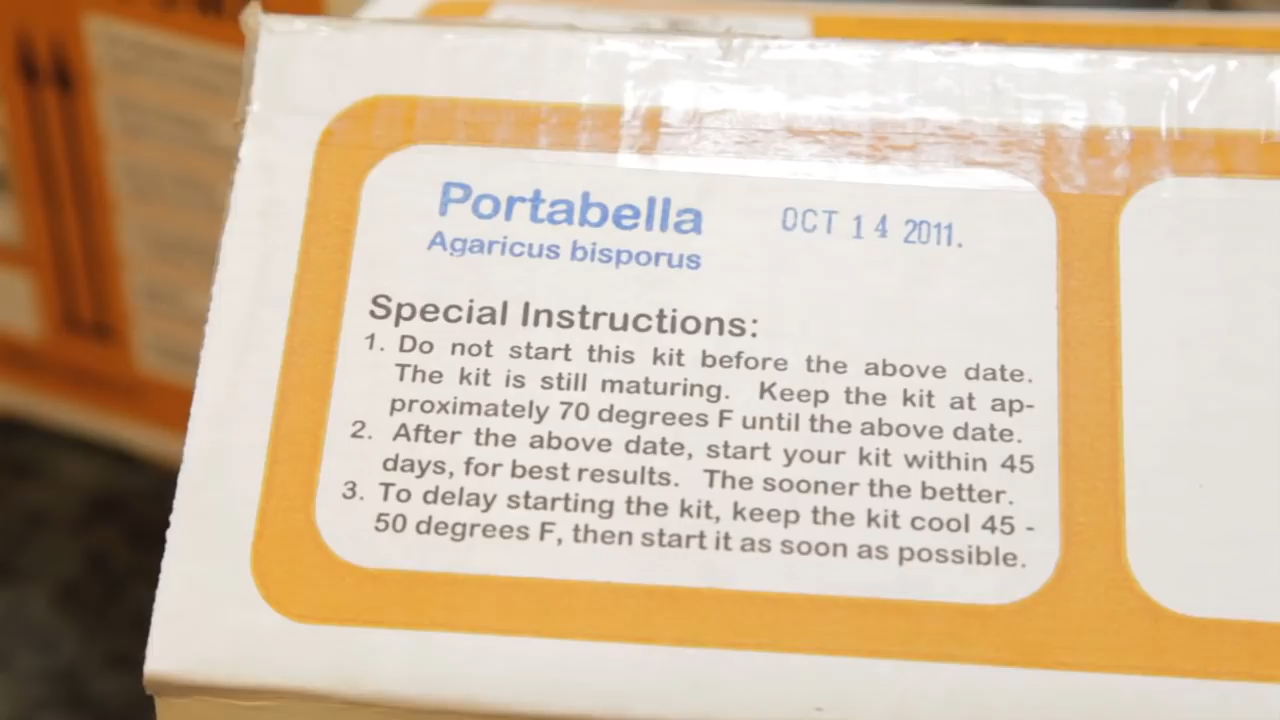 Portabella OCT 14 2011.
Agaricus bisporus
Special Instructions:
1. Do not start this kit before the above date.
The kit is still maturing. Keep the kit at ap-
proximately 70 degrees F until the above date.
2. After the above date, start your kit within 45
days, for best results. The sooner the better.
3. To delay starting the kit, keep the kit cool 45 -
50 degrees F, then start it as soon as possible.